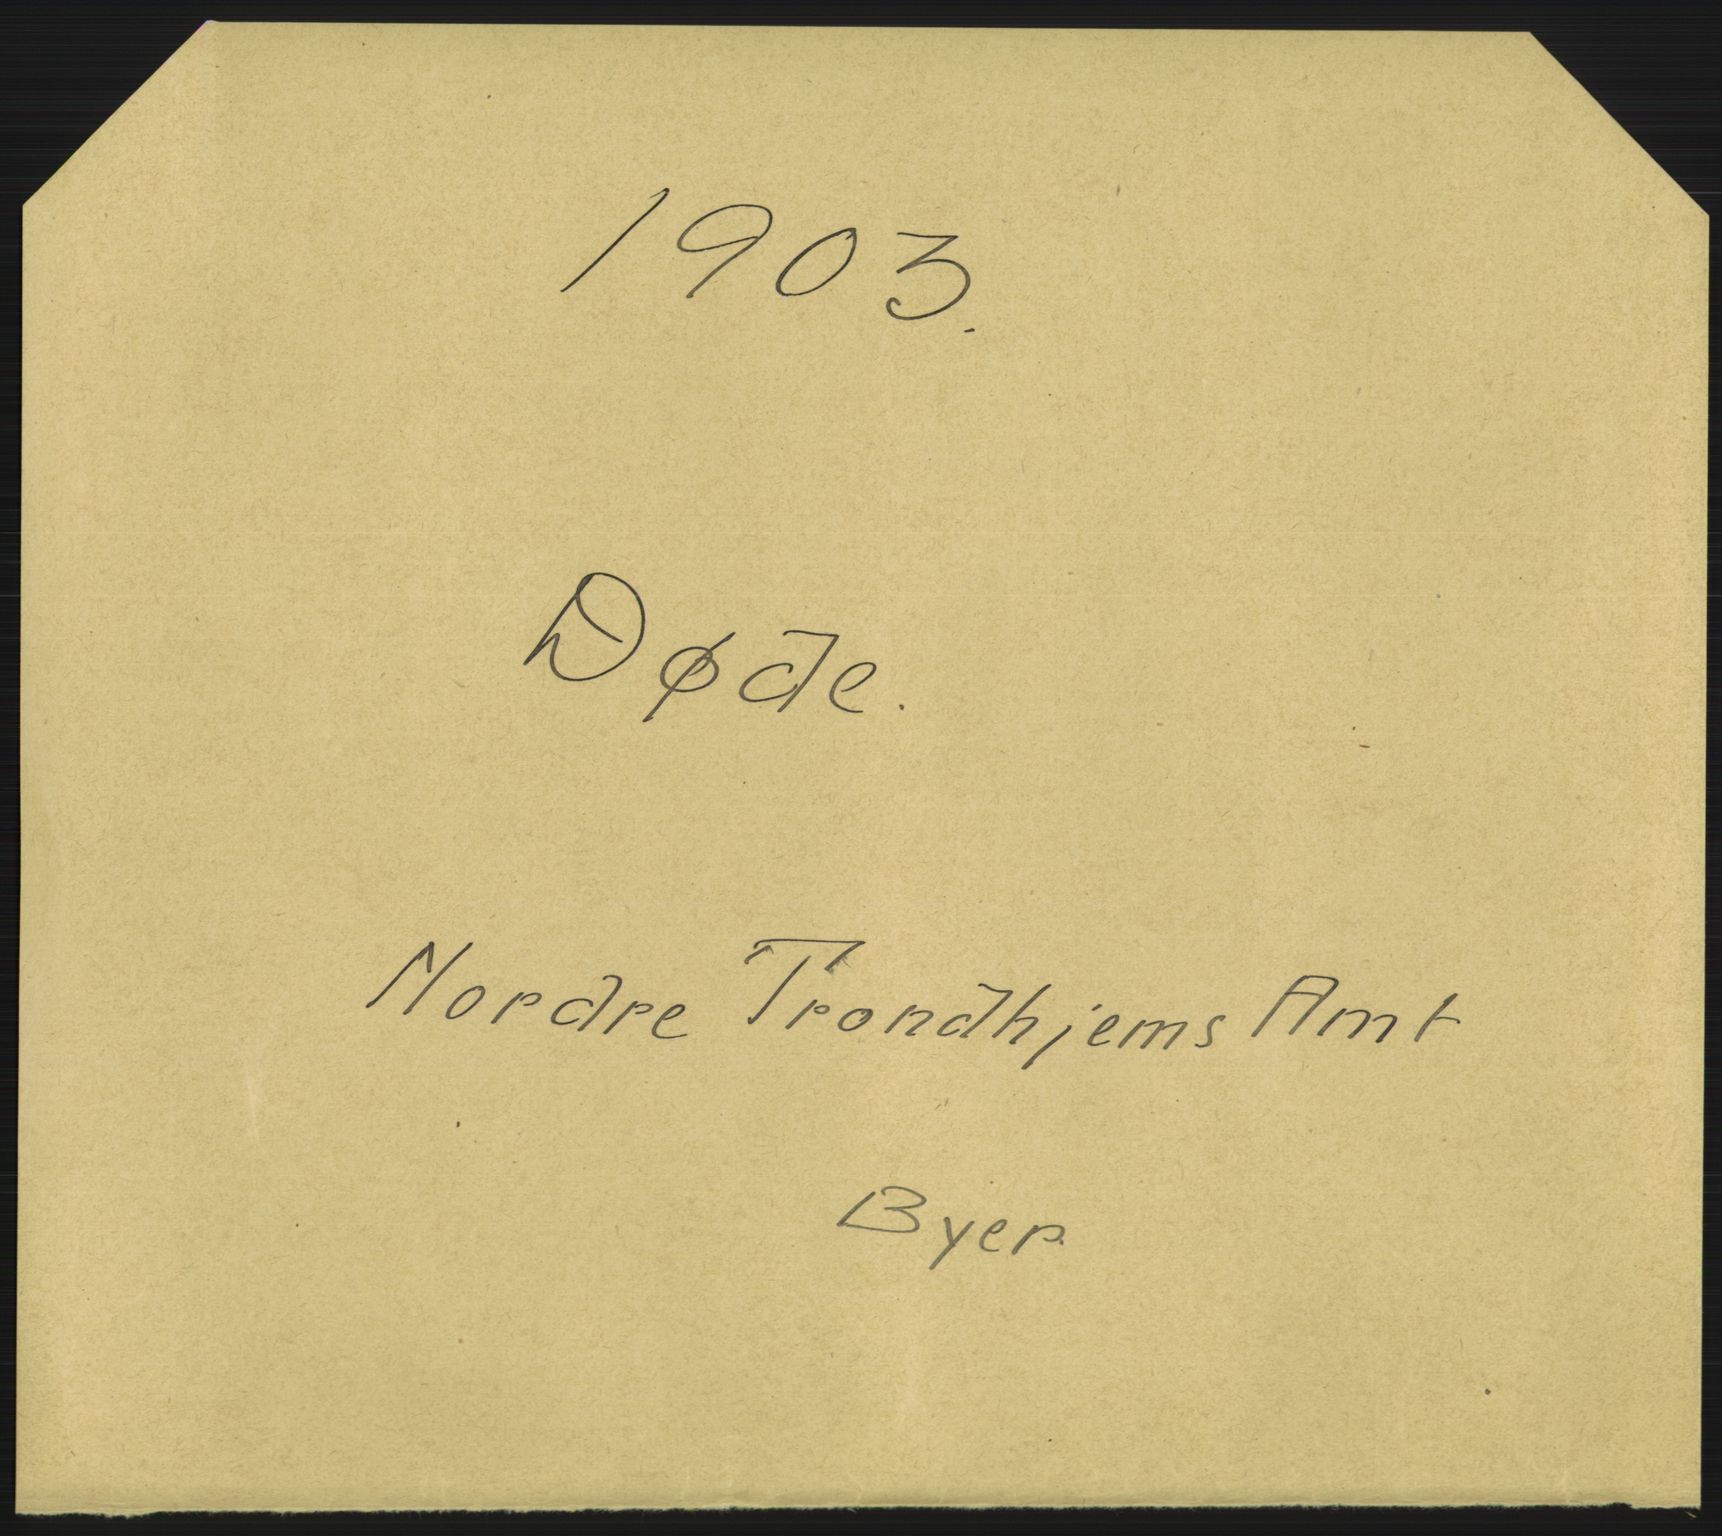 1903.
Døde.
Nordre Trondhjems Amt
Byer.